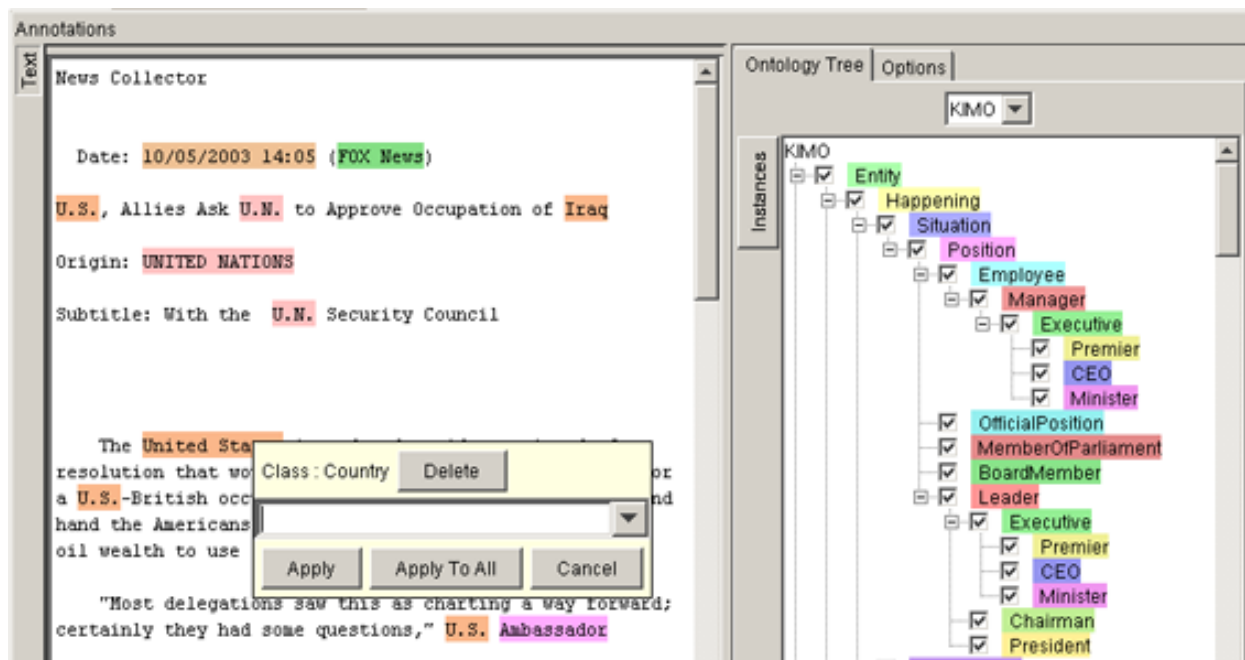 Annotations
Text
News Collector
Date: 10/05/2003 14:05 (FOX News)
U.S., Allies Ask U.N. to Approve Occupation of Iraq
Origin: UNITED NATIONS
Subtitle: With the U.N. Security Council
The United Sta
resolution that wo or
a U.S.-British occ nd
hand the Americans
oil wealth to use
"Most delegations saw this as charting a way forward;
certainly they had some questions," U.S. Ambassador
Class : Country Delete
Apply Apply To All Cancel
Ontology Tree Options
KIMO
Instances
KIMO
Entity
Happening
Situation
Position
Employee
Manager
Executive
Premier
CEO
Minister
OfficialPosition
MemberOfParliament
BoardMember
Leader
Executive
Premier
CEO
Minister
Chairman
President